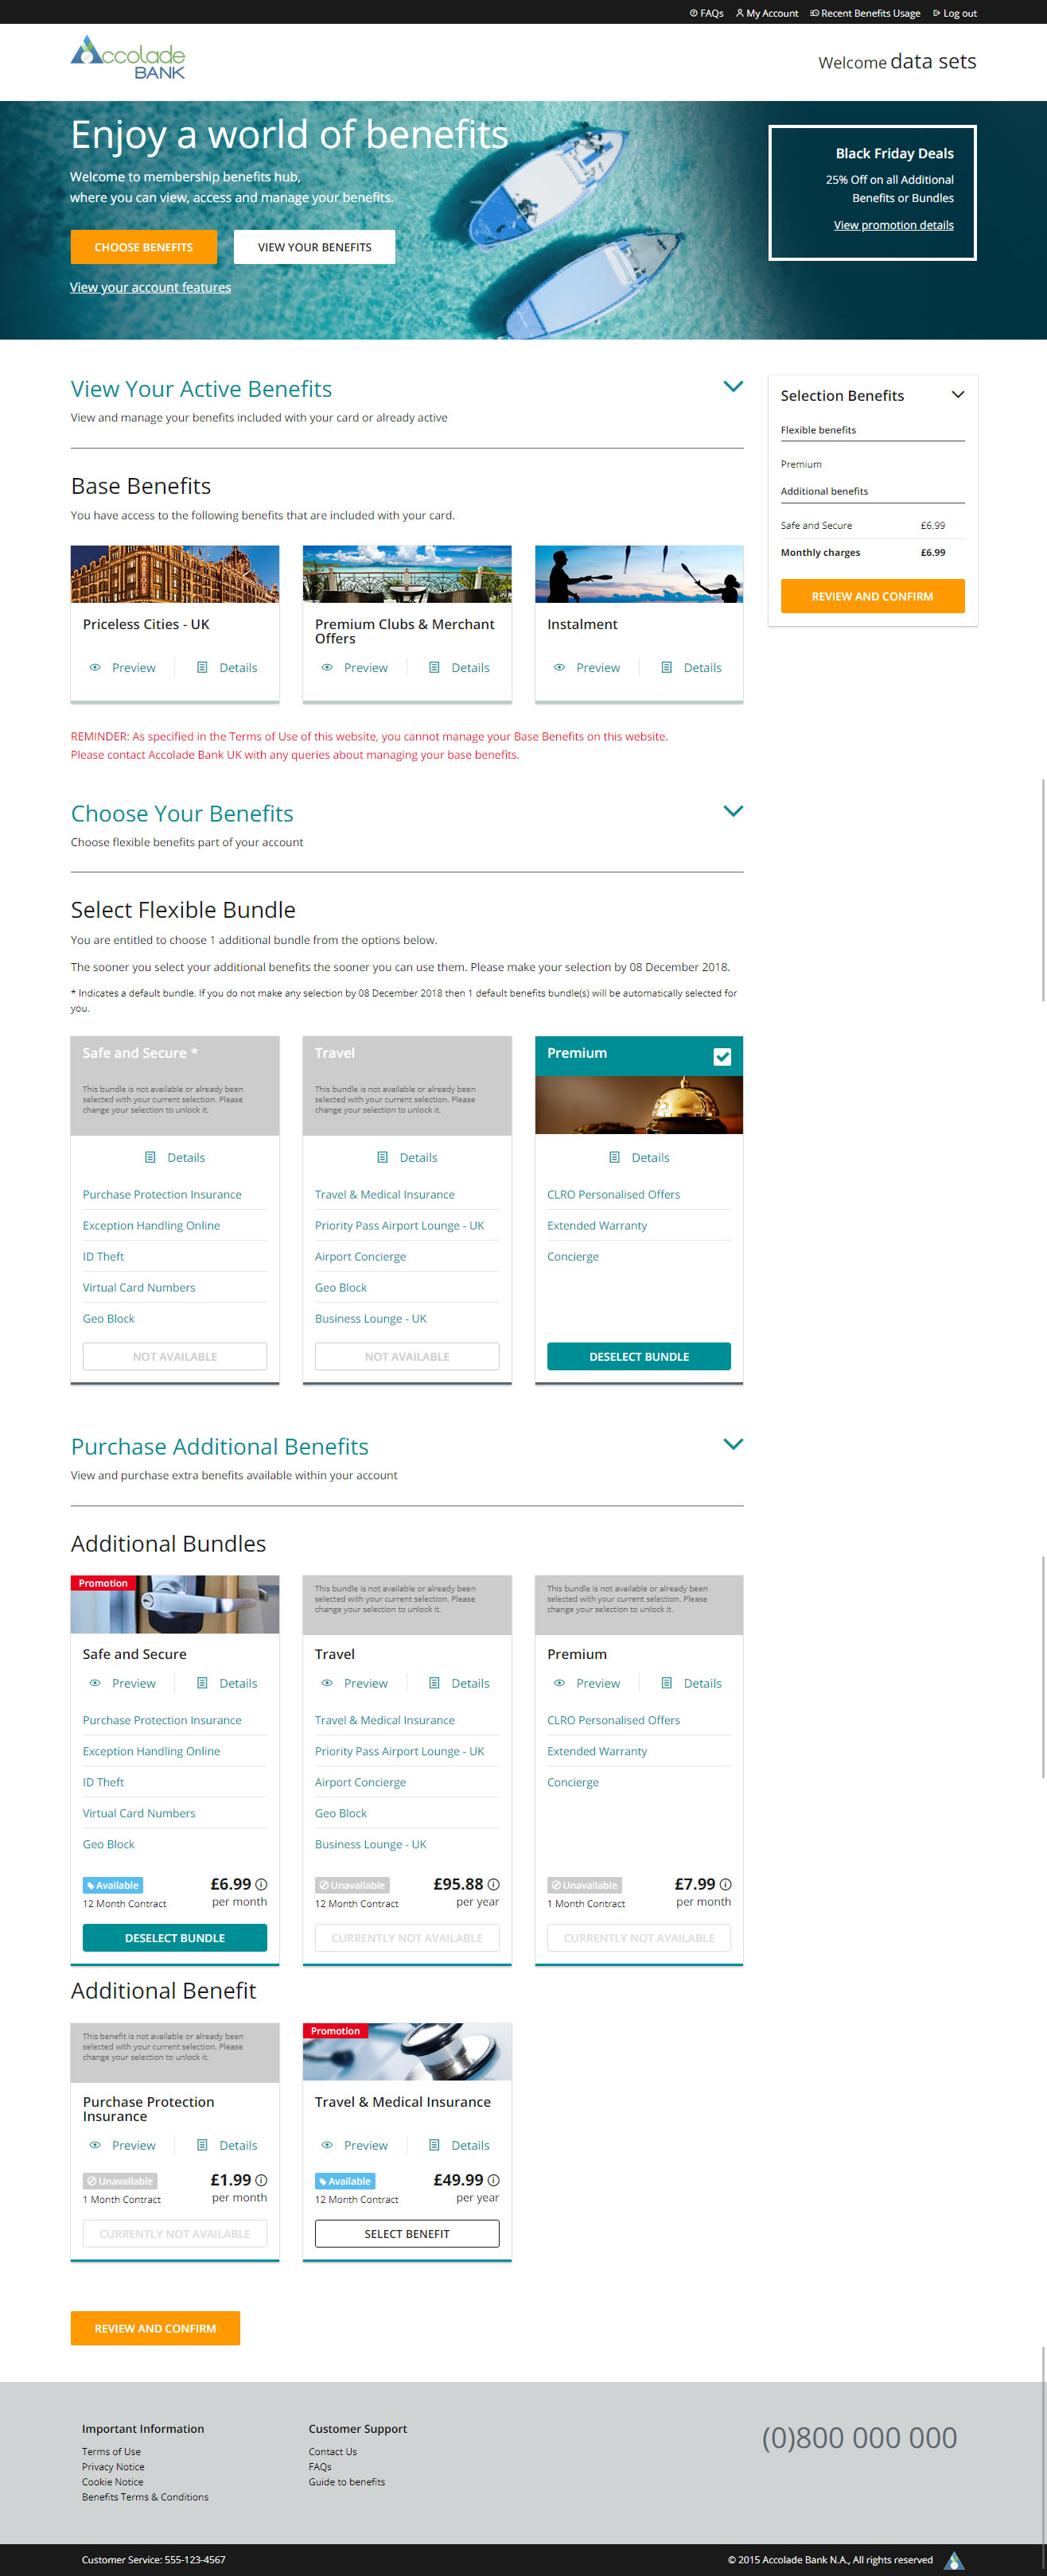 FAQs My Account Recent Benefits Usage Log out
Accolade
BANK
Welcome data sets
Enjoy a world of benefits
Welcome to membership benefits hub,
where you can view, access and manage your benefits.
CHOOSE BENEFITS VIEW YOUR BENEFITS
View your account features
Black Friday Deals
25% Off on all Additional
Benefits or Bundles
View promotion details
View Your Active Benefits
View and manage your benefits included with your card or already active
Base Benefits
You have access to the following benefits that are included with your card.
HARRODS
Priceless Cities - UK
Preview Details
Premium Clubs & Merchant
Offers
Preview Details
Instalment
Preview Details
REMINDER: As specified in the Terms of Use of this website, you cannot manage your Base Benefits on this website.
Please contact Accolade Bank UK with any queries about managing your base benefits.
Selection Benefits
Flexible benefits
Premium
Additional benefits
Safe and Secure £6.99
Monthly charges £6.99
REVIEW AND CONFIRM
Choose Your Benefits
Choose flexible benefits part of your account
Select Flexible Bundle
You are entitled to choose 1 additional bundle from the options below.
The sooner you select your additional benefits the sooner you can use them. Please make your selection by 08 December 2018.
* Indicates a default bundle. If you do not make any selection by 08 December 2018 then 1 default benefits bundle(s) will be automatically selected for
you.
Safe and Secure *
This bundle is not available or already been
selected with your current selection. Please
change your selection to unlock it.
Details
Purchase Protection Insurance
Exception Handling Online
ID Theft
Virtual Card Numbers
Geo Block
NOT AVAILABLE
Travel
This bundle is not available or already been
selected with your current selection. Please
change your selection to unlock it.
Details
Travel & Medical Insurance
Priority Pass Airport Lounge - UK
Airport Concierge
Geo Block
Business Lounge - UK
NOT AVAILABLE
Premium
Details
CLRO Personalised Offers
Extended Warranty
Concierge
DESELECT BUNDLE
Purchase Additional Benefits
View and purchase extra benefits available within your account
Additional Bundles
Promotion
Safe and Secure
Preview Details
Purchase Protection Insurance
Exception Handling Online
ID Theft
Virtual Card Numbers
Geo Block
Available £6.99
12 Month Contract per month
DESELECT BUNDLE
This bundle is not available or already been
selected with your current selection. Please
change your selection to unlock it.
Travel
Preview Details
Travel & Medical Insurance
Priority Pass Airport Lounge - UK
Airport Concierge
Geo Block
Business Lounge - UK
Unavailable £95.88
12 Month Contract per year
CURRENTLY NOT AVAILABLE
This bundle is not available or already been
selected with your current selection. Please
change your selection to unlock it.
Premium
Preview Details
CLRO Personalised Offers
Extended Warranty
Concierge
Unavailable £7.99
1 Month Contract per month
CURRENTLY NOT AVAILABLE
Additional Benefit
This benefit is not available or already been
selected with your current selection. Please
change your selection to unlock it.
Purchase Protection
Insurance
Preview Details
Unavailable £1.99
1 Month Contract per month
CURRENTLY NOT AVAILABLE
Promotion
Travel & Medical Insurance
Preview Details
Available £49.99
12 Month Contract per year
SELECT BENEFIT
REVIEW AND CONFIRM
Important Information
Terms of Use
Privacy Notice
Cookie Notice
Benefits Terms & Conditions
Customer Support
Contact Us
FAQs
Guide to benefits
(0)800 000 000
Customer Service: 555-123-4567
© 2015 Accolade Bank N.A., All rights reserved